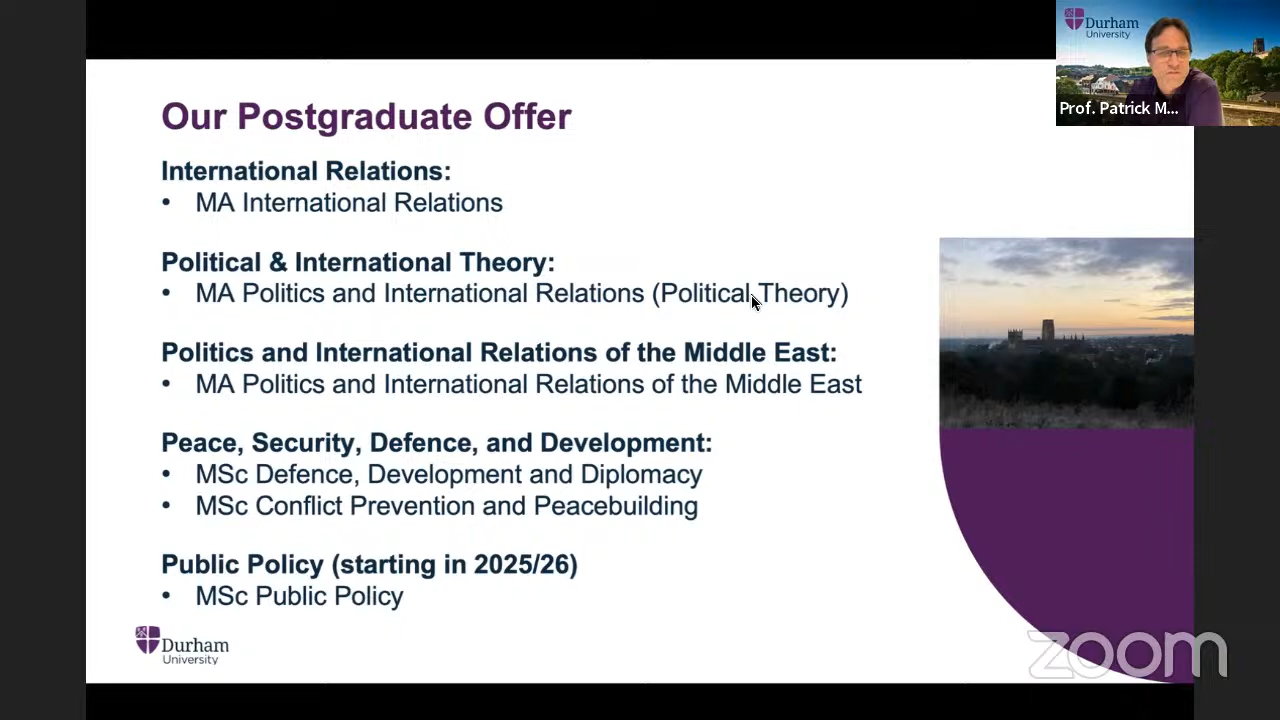 Our Postgraduate Offer
International Relations:
• MA International Relations
Political & International Theory:
• MA Politics and International Relations (Political Theory)
Politics and International Relations of the Middle East:
• MA Politics and International Relations of the Middle East
Peace, Security, Defence, and Development:
• MSc Defence, Development and Diplomacy
• MSc Conflict Prevention and Peacebuilding
Public Policy (starting in 2025/26)
• MSc Public Policy
Durham
University
Durham
University
Prof. Patrick M...
zoom